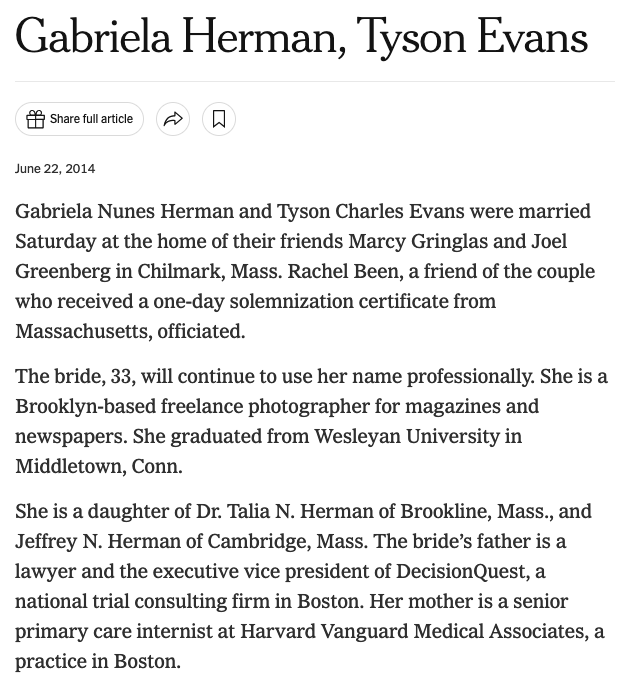 Gabriela Herman, Tyson Evans
Share full article
June 22, 2014
Gabriela Nunes Herman and Tyson Charles Evans were married
Saturday at the home of their friends Marcy Gringlas and Joel
Greenberg in Chilmark, Mass. Rachel Been, a friend of the couple
who received a one-day solemnization certificate from
Massachusetts, officiated.
The bride, 33, will continue to use her name professionally. She is a
Brooklyn-based freelance photographer for magazines and
newspapers. She graduated from Wesleyan University in
Middletown, Conn.
She is a daughter of Dr. Talia N. Herman of Brookline, Mass., and
Jeffrey N. Herman of Cambridge, Mass. The bride’s father is a
lawyer and the executive vice president of DecisionQuest, a
national trial consulting firm in Boston. Her mother is a senior
primary care internist at Harvard Vanguard Medical Associates, a
practice in Boston.